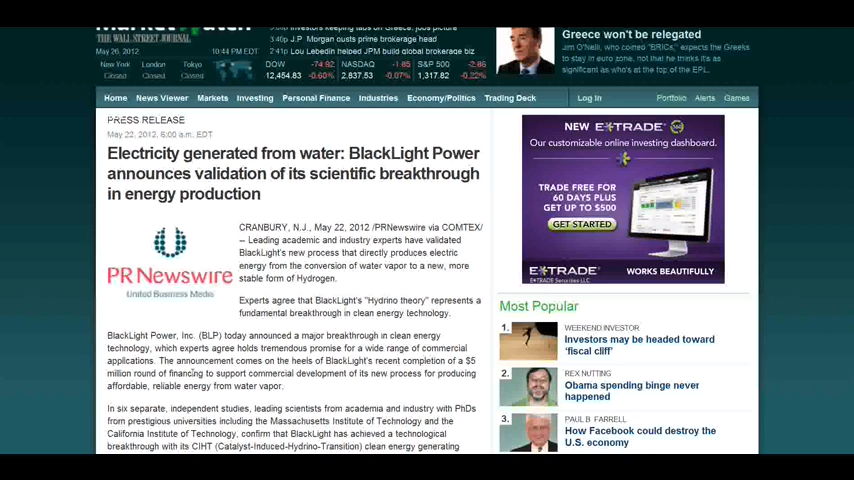 THE WALL STREET JOURNAL
May 26, 2012 10:44 PM EDT
New York London Tokyo
Closed Closed Closed
3:40p J.P. Morgan ousts prime brokerage head
2:41p Lou Lebedin helped JPM build global brokerage biz
DOW -74.92 NASDAQ -1.85 S&P 500 -2.86
12,454.83 -0.60% 2,837.53 -0.07% 1,317.82 -0.22%
Greece won't be relegated
Jim O'Neill, who coined "BRICs," expects the Greeks
to stay in euro zone, not that he thinks it's as
significant as who's at the top of the EPL.
Home News Viewer Markets Investing Personal Finance Industries Economy/Politics Trading Deck Log In Portfolio Alerts Games
PRESS RELEASE
May 22, 2012, 6:00 a.m. EDT
Electricity generated from water: BlackLight Power
announces validation of its scientific breakthrough
in energy production
PR Newswire
United Business Media
CRANBURY, N.J., May 22, 2012 /PRNewswire via COMTEX/
-- Leading academic and industry experts have validated
BlackLight's new process that directly produces electric
energy from the conversion of water vapor to a new, more
stable form of Hydrogen.
Experts agree that BlackLight's "Hydrino theory" represents a
fundamental breakthrough in clean energy technology.
BlackLight Power, Inc. (BLP) today announced a major breakthrough in clean energy
technology, which experts agree holds tremendous promise for a wide range of commercial
applications. The announcement comes on the heels of BlackLight's recent completion of a $5
million round of financing to support commercial development of its new process for producing
affordable, reliable energy from water vapor.
In six separate, independent studies, leading scientists from academia and industry with PhDs
from prestigious universities including the Massachusetts Institute of Technology and the
California Institute of Technology, confirm that BlackLight has achieved a technological
breakthrough with its CIHT (Catalyst-Induced-Hydrino-Transition) clean energy generating
NEW E*TRADE 360
Our customizable online investing dashboard.
TRADE FREE FOR
60 DAYS PLUS
GET UP TO $500
GET STARTED
E*TRADE WORKS BEAUTIFULLY
E*TRADE Securities LLC
Most Popular
1. WEEKEND INVESTOR
Investors may be headed toward
'fiscal cliff'
2. REX NUTTING
Obama spending binge never
happened
3. PAUL B. FARRELL
How Facebook could destroy the
U.S. economy